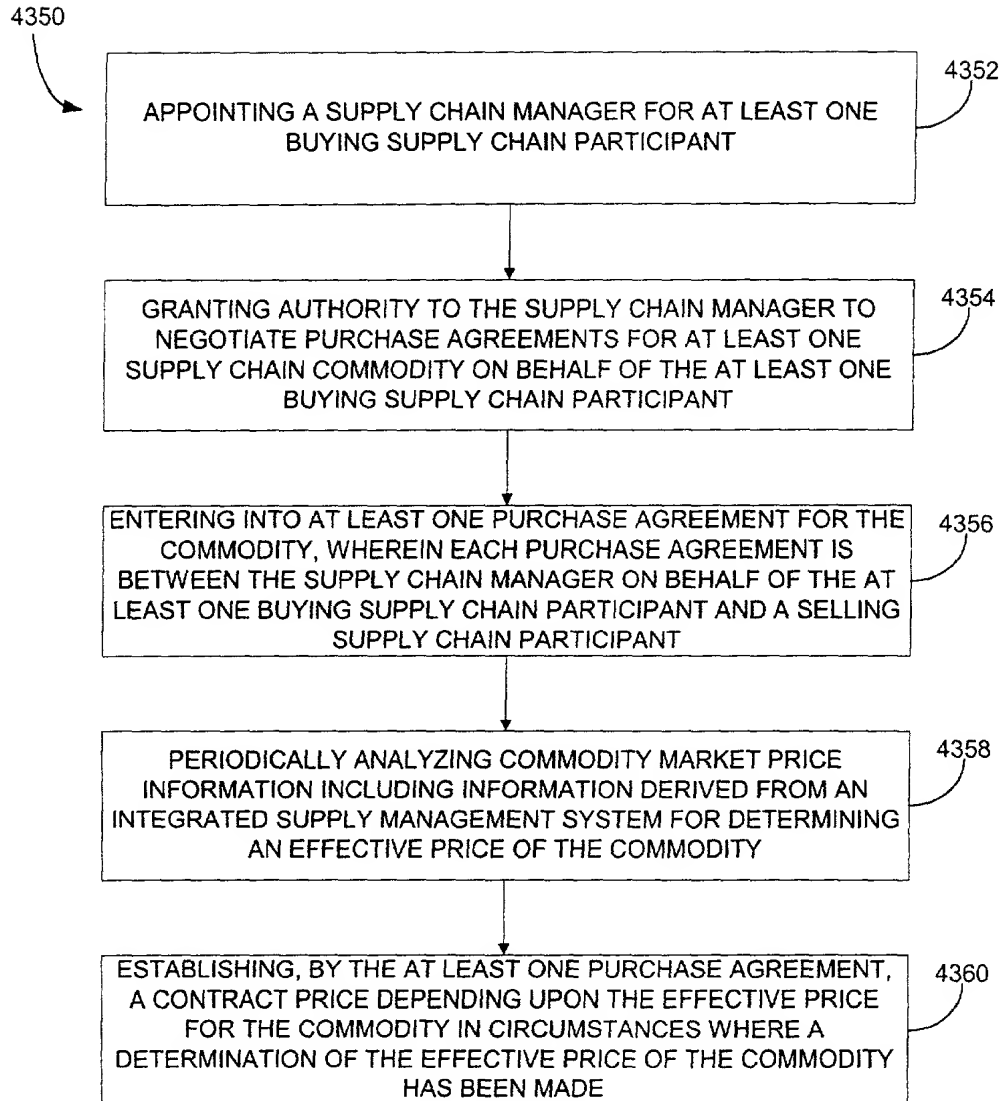 4350
4352
APPOINTING A SUPPLY CHAIN MANAGER FOR AT LEAST ONE
BUYING SUPPLY CHAIN PARTICIPANT
4354
GRANTING AUTHORITY TO THE SUPPLY CHAIN MANAGER TO
NEGOTIATE PURCHASE AGREEMENTS FOR AT LEAST ONE
SUPPLY CHAIN COMMODITY ON BEHALF OF THE AT LEAST ONE
BUYING SUPPLY CHAIN PARTICIPANT
4356
ENTERING INTO AT LEAST ONE PURCHASE AGREEMENT FOR THE
COMMODITY, WHEREIN EACH PURCHASE AGREEMENT IS
BETWEEN THE SUPPLY CHAIN MANAGER ON BEHALF OF THE AT
LEAST ONE BUYING SUPPLY CHAIN PARTICIPANT AND A SELLING
SUPPLY CHAIN PARTICIPANT
4358
PERIODICALLY ANALYZING COMMODITY MARKET PRICE
INFORMATION INCLUDING INFORMATION DERIVED FROM AN
INTEGRATED SUPPLY MANAGEMENT SYSTEM FOR DETERMINING
AN EFFECTIVE PRICE OF THE COMMODITY
4360
ESTABLISHING, BY THE AT LEAST ONE PURCHASE AGREEMENT,
A CONTRACT PRICE DEPENDING UPON THE EFFECTIVE PRICE
FOR THE COMMODITY IN CIRCUMSTANCES WHERE A
DETERMINATION OF THE EFFECTIVE PRICE OF THE COMMODITY
HAS BEEN MADE